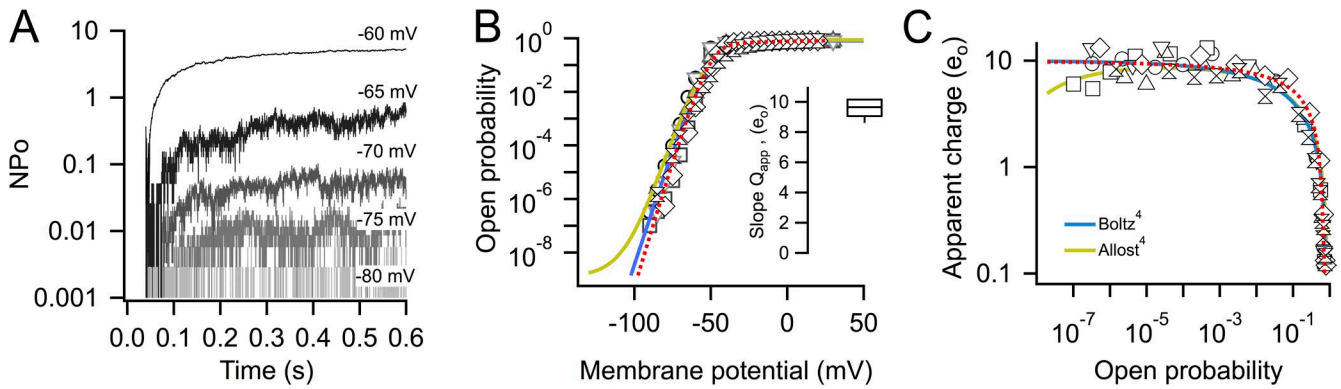 A
10
1
0.1
0.01
0.001
NPo
-60 mV
-65 mV
-70 mV
-75 mV
-80 mV
0.0 0.1 0.2 0.3 0.4 0.5 0.6
Time (s)
B
10^0
10^-2
10^-4
10^-6
10^-8
Open probability
-100 -50 0 50
Membrane potential (mV)
10
8
6
4
2
0
Slope Q_app , (e_o)
C
10
1
0.1
Apparent charge (e_o)
Boltz^4
Allost^4
10^-7 10^-5 10^-3 10^-1
Open probability